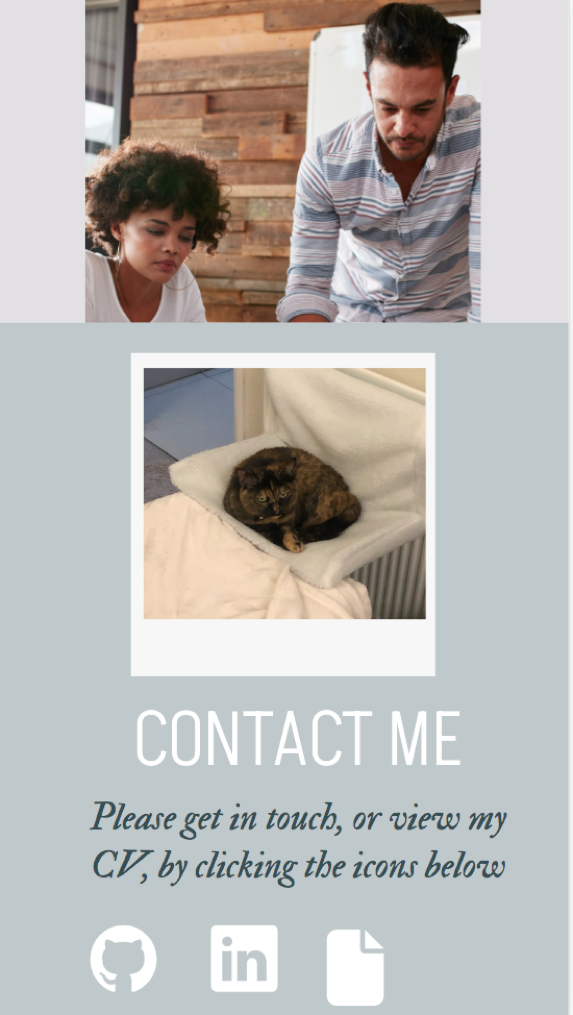 CONTACT ME
Please get in touch, or view my
CV, by clicking the icons below
in